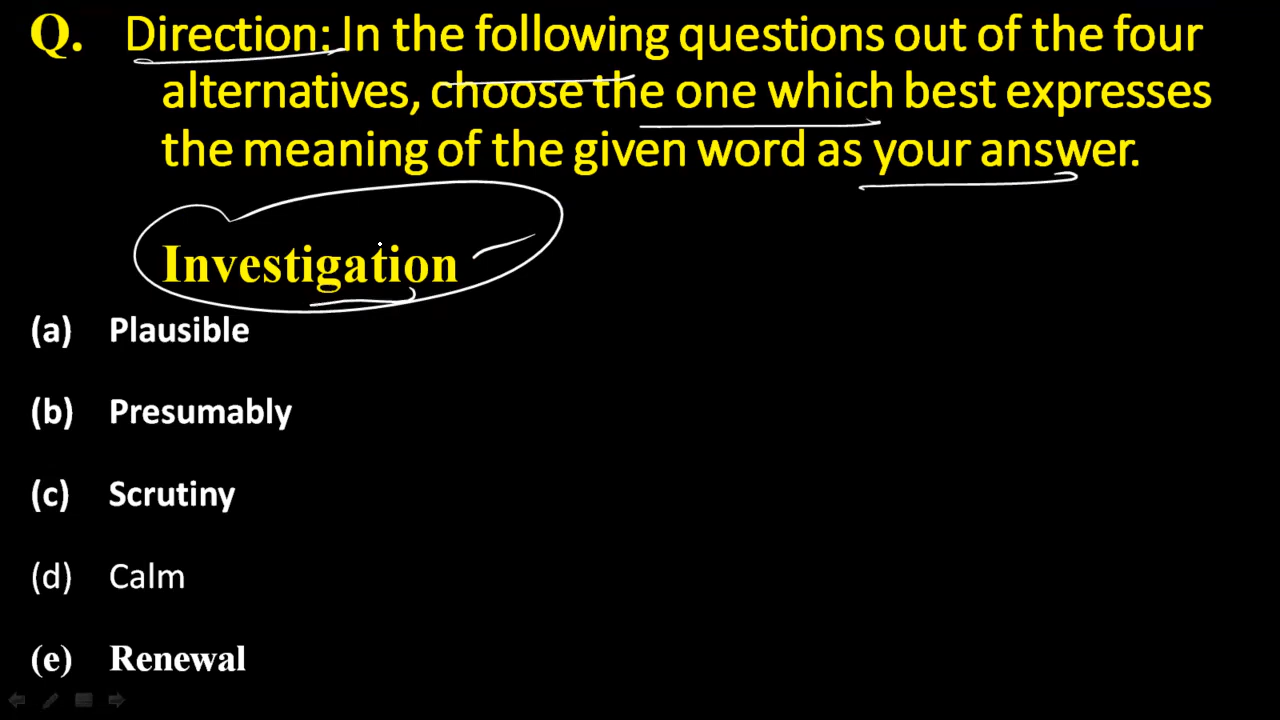 Q. Direction: In the following questions out of the four
alternatives, choose the one which best expresses
the meaning of the given word as your answer.
Investigation
(a) Plausible
(b) Presumably
(c) Scrutiny
(d) Calm
(e) Renewal